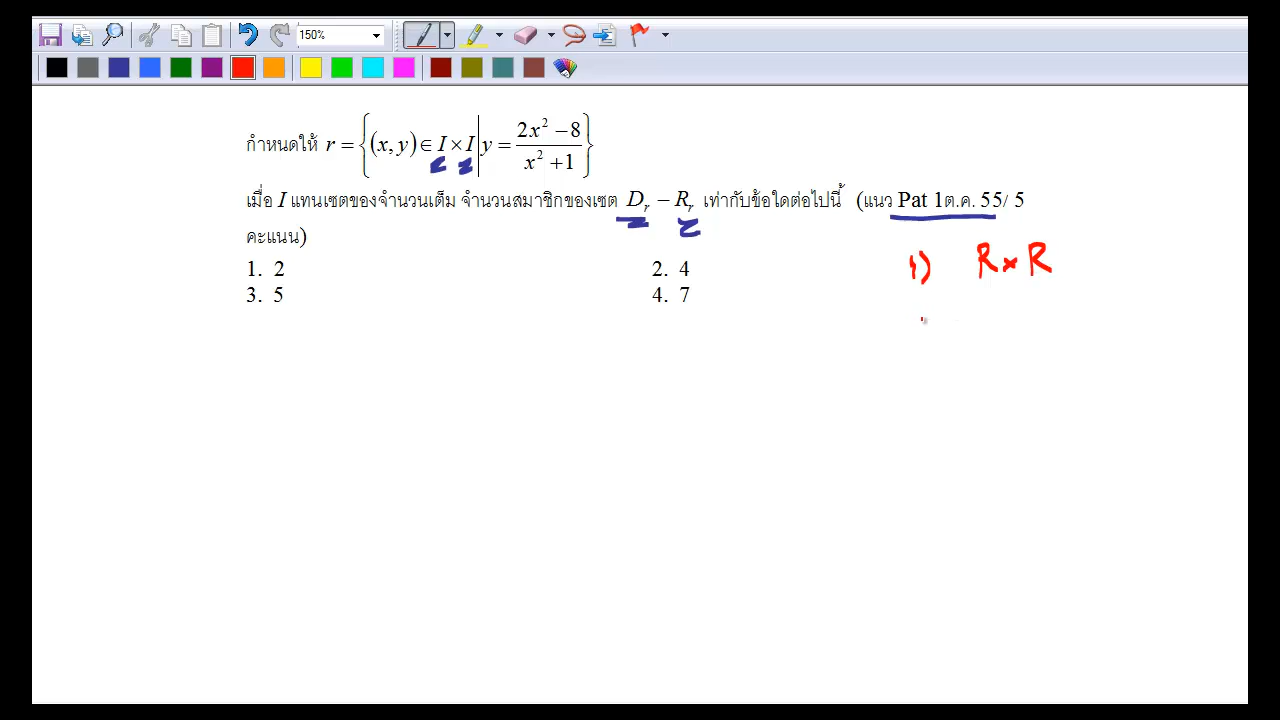 150%
กำหนดให้ r = {(x, y) ∈ I × I | y = (2x² − 8)/(x² + 1)}
เมื่อ I แทนเซตของจำนวนเต็ม จำนวนสมาชิกของเซต Dᵣ − Rᵣ เท่ากับข้อใดต่อไปนี้ (แนว Pat 1ต.ค. 55/ 5
คะแนน)
1. 2
2. 4
3. 5
4. 7
1) R × R